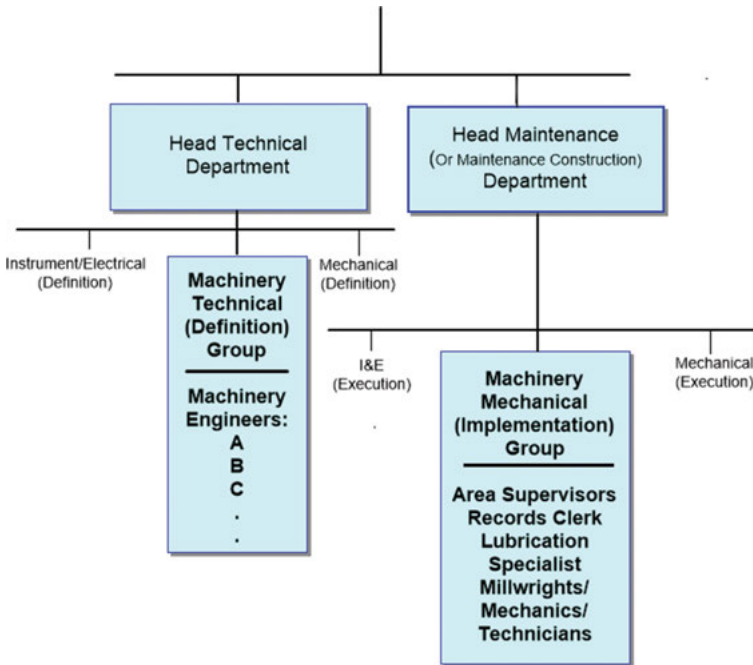 Head Technical
Department
Head Maintenance
(Or Maintenance Construction)
Department
Instrument/Electrical
(Definition)
Machinery
Technical
(Definition)
Group
Machinery
Engineers:
A
B
C
.
.
Mechanical
(Definition)
I&E
(Execution)
Machinery
Mechanical
(Implementation)
Group
Area Supervisors
Records Clerk
Lubrication
Specialist
Millwrights/
Mechanics/
Technicians
Mechanical
(Execution)